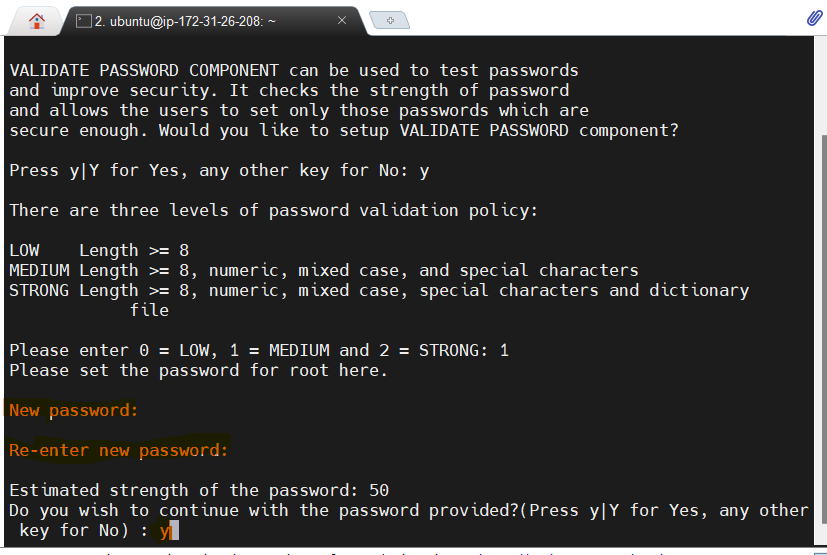 2. ubuntu@ip-172-31-26-208: ~
VALIDATE PASSWORD COMPONENT can be used to test passwords
and improve security. It checks the strength of password
and allows the users to set only those passwords which are
secure enough. Would you like to setup VALIDATE PASSWORD component?
Press y|Y for Yes, any other key for No: y
There are three levels of password validation policy:
LOW    Length >= 8
MEDIUM Length >= 8, numeric, mixed case, and special characters
STRONG Length >= 8, numeric, mixed case, special characters and dictionary
            file
Please enter 0 = LOW, 1 = MEDIUM and 2 = STRONG: 1
Please set the password for root here.
New password:
Re-enter new password:
Estimated strength of the password: 50
Do you wish to continue with the password provided?(Press y|Y for Yes, any other
 key for No) : y